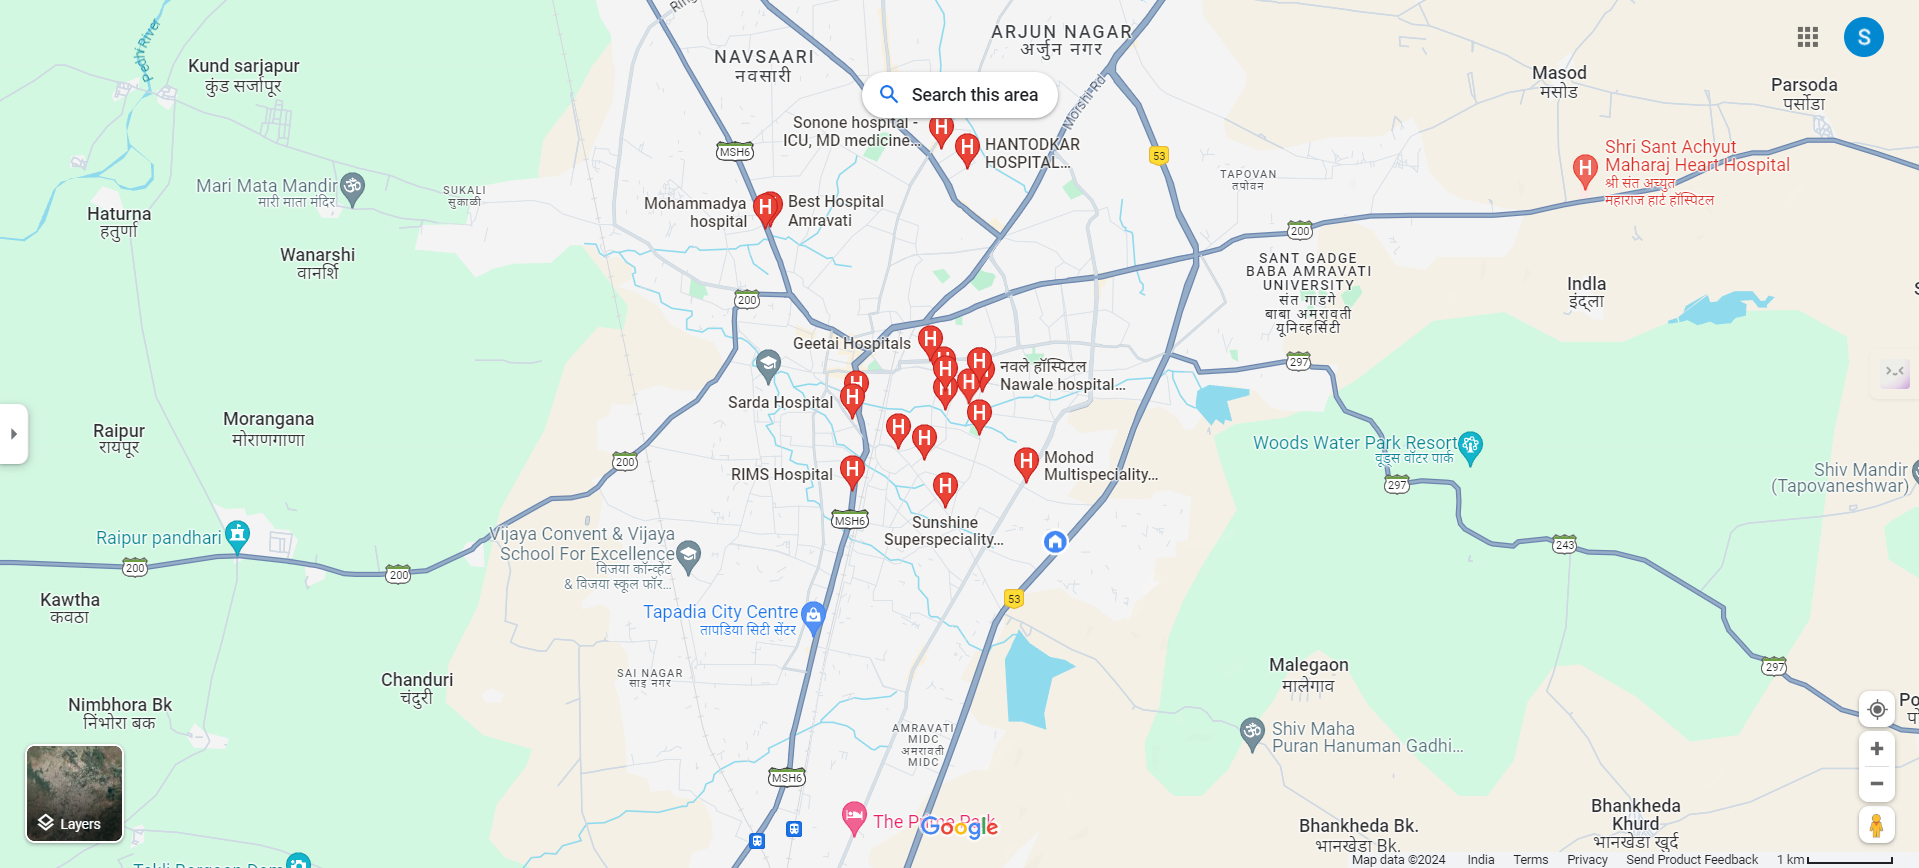 Pedhi River
Kund sarjapur
कुंड सर्जापूर
NAVSAARI
नवसारी
ARJUN NAGAR
अर्जुन नगर
S
Masod
मसोड
Parsoda
पर्सोडा
Search this area
Morshi Rd
Sonone hospital -
ICU, MD medicine...
HANTODKAR
HOSPITAL...
MSH6
53
Shri Sant Achyut
Maharaj Heart Hospital
श्री संत अच्युत
महाराज हार्ट हॉस्पिटल
TAPOVAN
तपोवन
Mari Mata Mandir
मारी माता मंदिर
SUKALI
सुकाळी
Mohammadya
hospital
Best Hospital
Amravati
Haturna
हतुर्णा
200
Wanarshi
वानर्शि
SANT GADGE
BABA AMRAVATI
UNIVERSITY
संत गाडगे
बाबा अमरावती
यूनिव्हर्सिटी
Indla
इंदला
200
Geetai Hospitals
नवले हॉस्पिटल
Nawale hospital...
297
Sarda Hospital
Morangana
मोराणगाणा
Raipur
रायपूर
Woods Water Park Resort
वूड्स वॉटर पार्क
200
RIMS Hospital
Mohod
Multispeciality...
297
Shiv Mandir
(Tapovaneshwar)
MSH6
Sunshine
Superspeciality...
Vijaya Convent & Vijaya
School For Excellence
विजया कॉन्व्हेंट
& विजया स्कूल फॉर...
Raipur pandhari
200
200
243
Kawtha
कवठा
53
Tapadia City Centre
तापडिया सिटी सेंटर
Malegaon
मालेगाव
297
SAI NAGAR
साइ नगर
Chanduri
चंदुरी
Nimbhora Bk
निंभोरा बक
AMRAVATI
MIDC
अमरावती
MIDC
Shiv Maha
Puran Hanuman Gadhi...
MSH6
Layers
Google
Bhankheda
Khurd
भानखेडा खुर्द
Bhankheda Bk.
भानखेडा Bk.
Map data ©2024
India
Terms
Privacy
Send Product Feedback
1 km